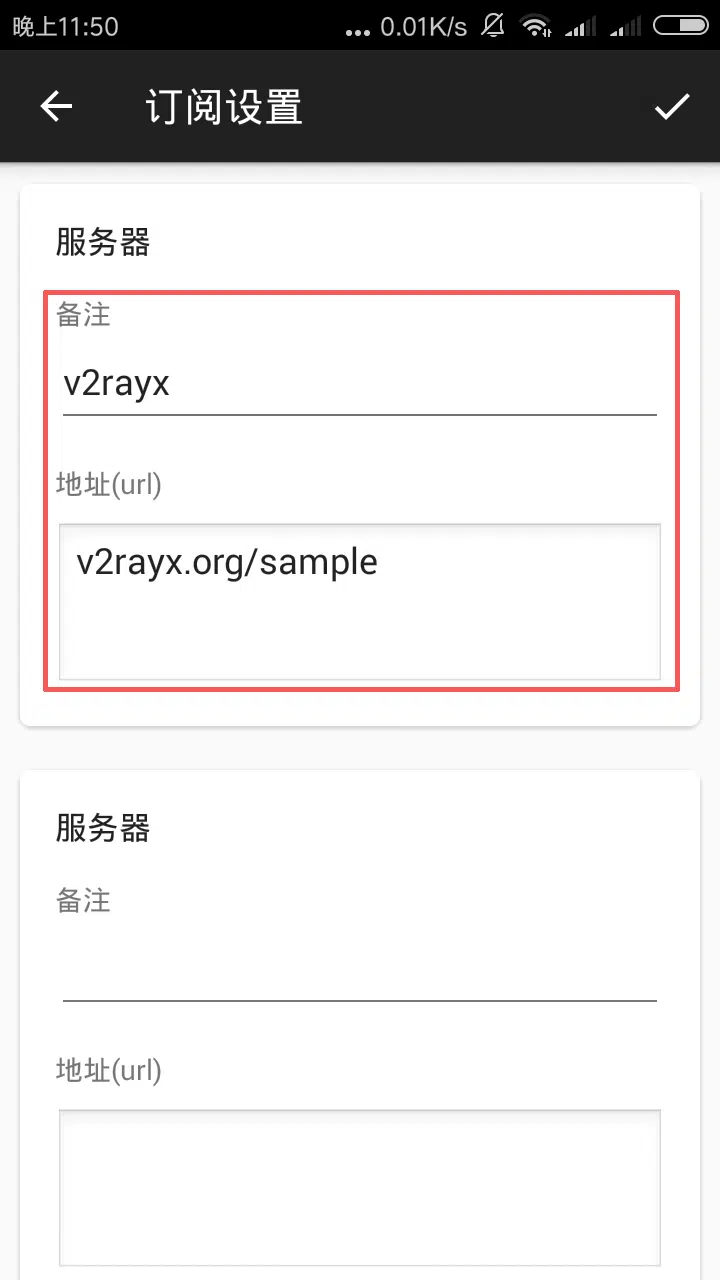 晚上11:50
... 0.01K/s
订阅设置
服务器
备注
v2rayx
地址(url)
v2rayx.org/sample
服务器
备注
地址(url)